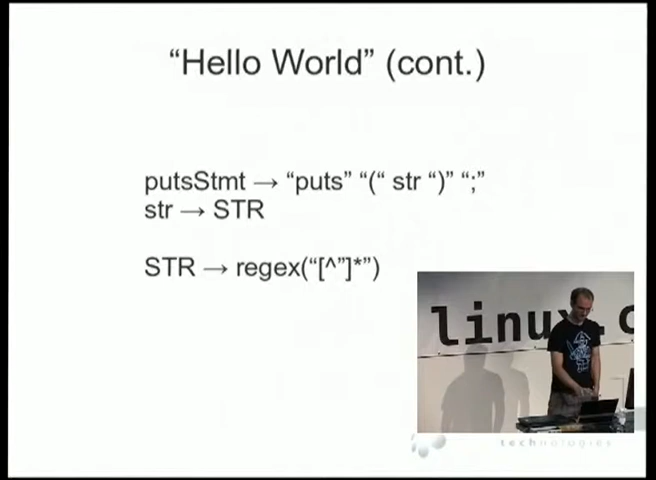 “Hello World” (cont.)
putsStmt → “puts” “(“ str “)” “;”
str → STR
STR → regex(“[^”]*”)
linux.c
technologies